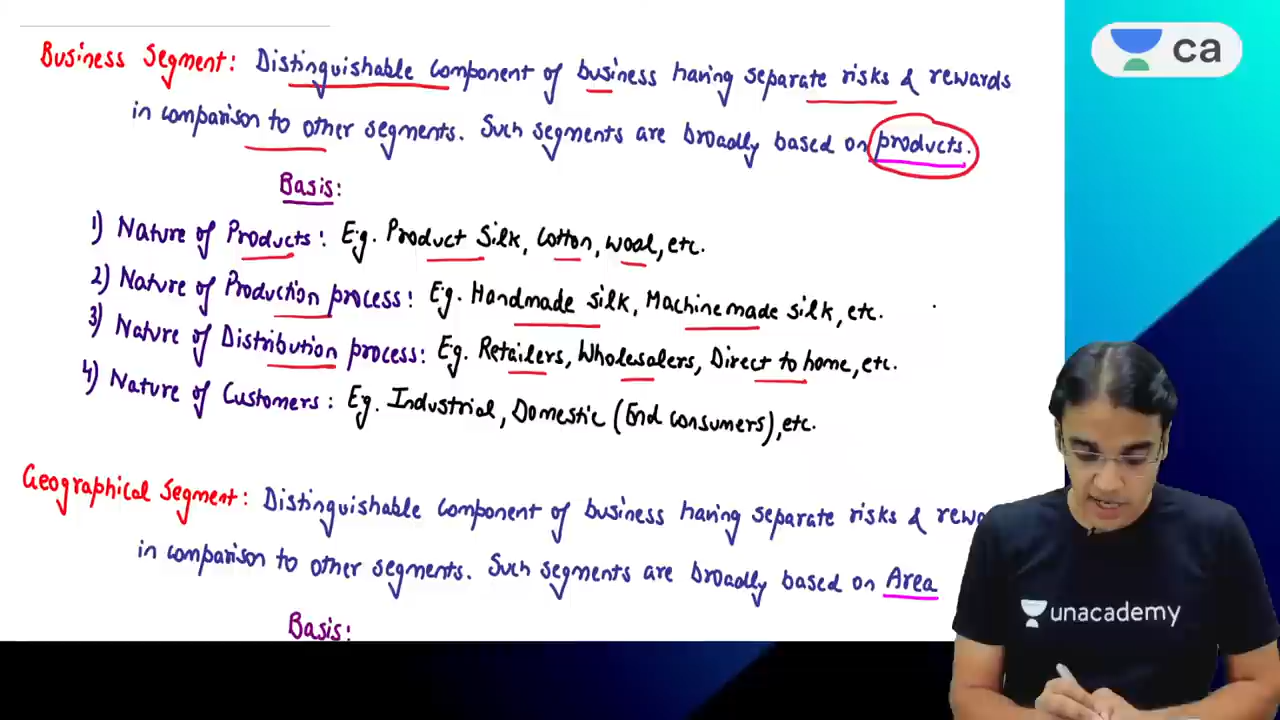 Business Segment: Distinguishable component of business having separate risks & rewards
in comparison to other segments. Such segments are broadly based on products.
Basis:
1) Nature of Products: Eg. Product Silk, Cotton, wool, etc.
2) Nature of Production process: Eg. Handmade silk, Machinemade silk, etc.
3) Nature of Distribution process: Eg. Retailers, Wholesalers, Direct to home, etc.
4) Nature of Customers: Eg. Industrial, Domestic (End consumers), etc.
Geographical Segment: Distinguishable component of business having separate risks &
in comparison to other segments. Such segments are broadly based on Area
Basis:
ca
unacademy